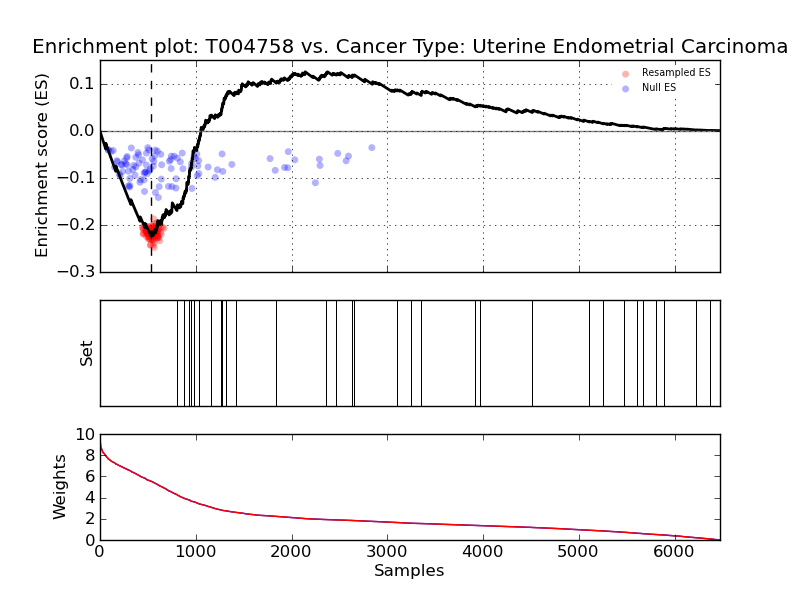 Enrichment plot: T004758 vs. Cancer Type: Uterine Endometrial Carcinoma
Enrichment score (ES)
0.1
0.0
−0.1
−0.2
−0.3
Resampled ES
Null ES
Set
Weights
10
8
6
4
2
0
0 1000 2000 3000 4000 5000 6000
Samples